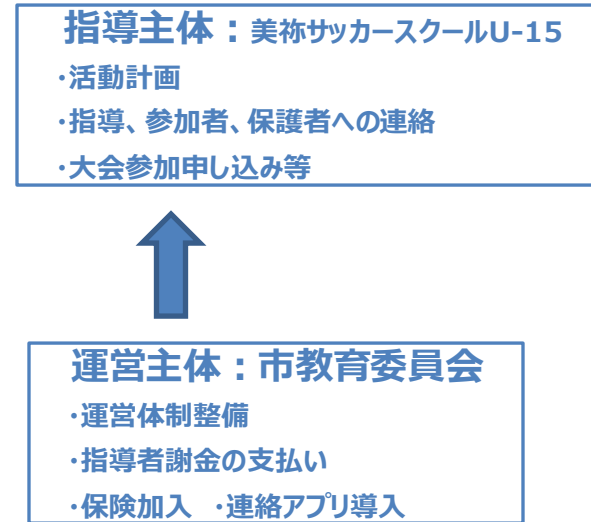 指導主体：美祢サッカースクールU-15
・活動計画
・指導、参加者、保護者への連絡
・大会参加申し込み等
運営主体：市教育委員会
・運営体制整備
・指導者謝金の支払い
・保険加入　・連絡アプリ導入